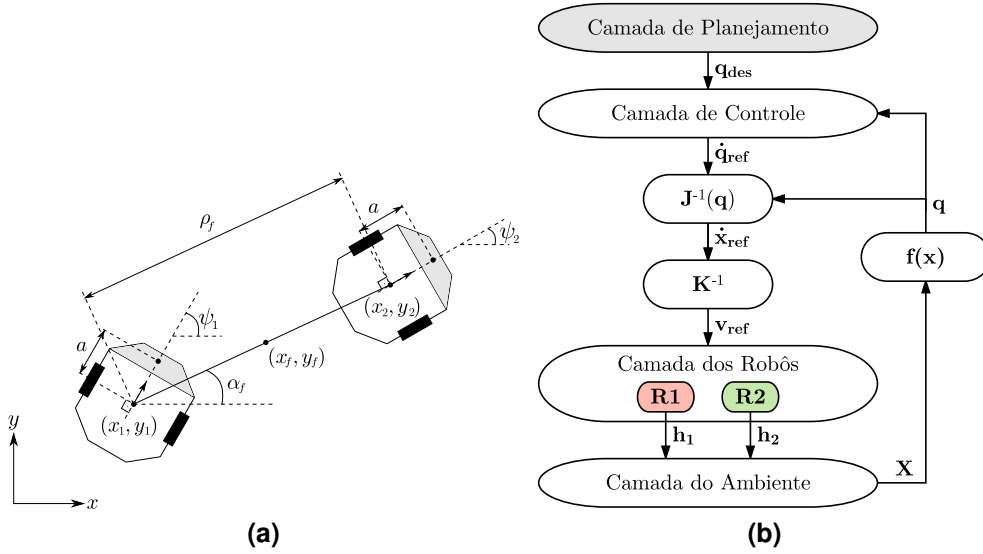 ρ_f
a
ψ_2
(x_2, y_2)
ψ_1
a
(x_f, y_f)
α_f
(x_1, y_1)
y
x
(a)
Camada de Planejamento
q_des
Camada de Controle
q̇_ref
J⁻¹(q)
q
ẋ_ref
f(x)
K⁻¹
v_ref
Camada dos Robôs
R1 R2
h_1 h_2
Camada do Ambiente
X
(b)